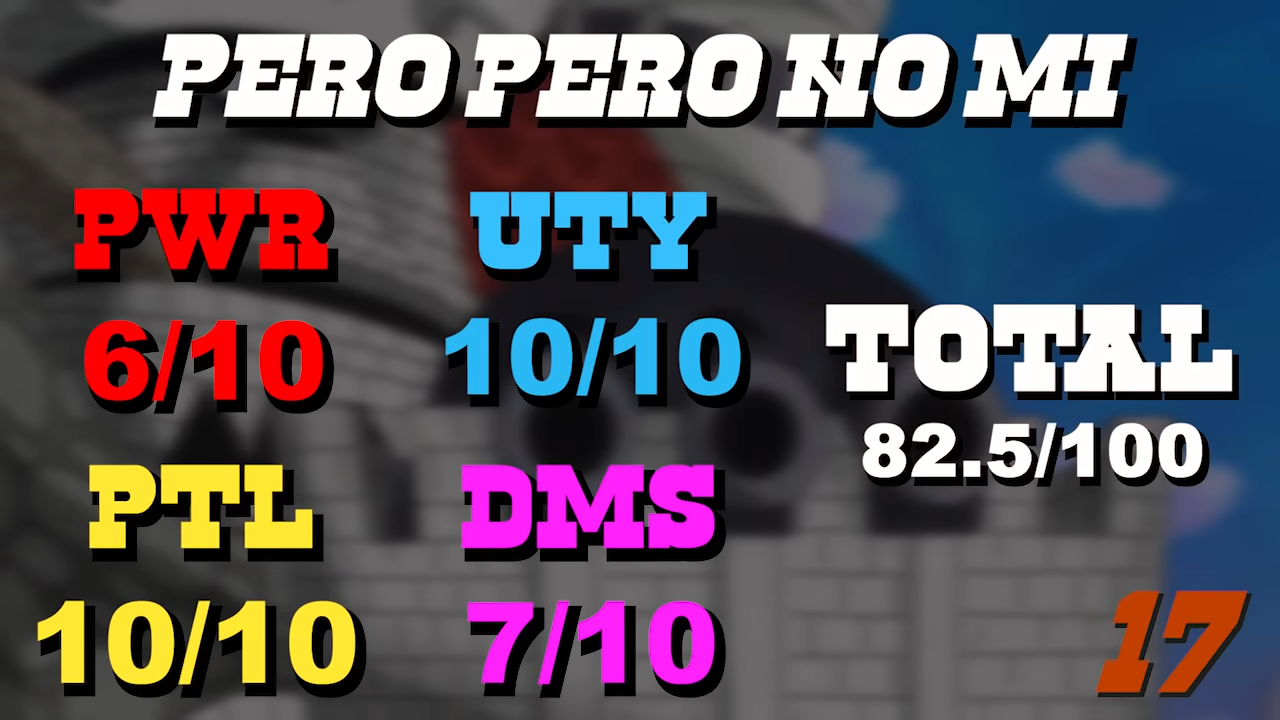 PERO PERO NO MI
PWR
6/10
UTY
10/10
PTL
10/10
DMS
7/10
TOTAL
82.5/100
17